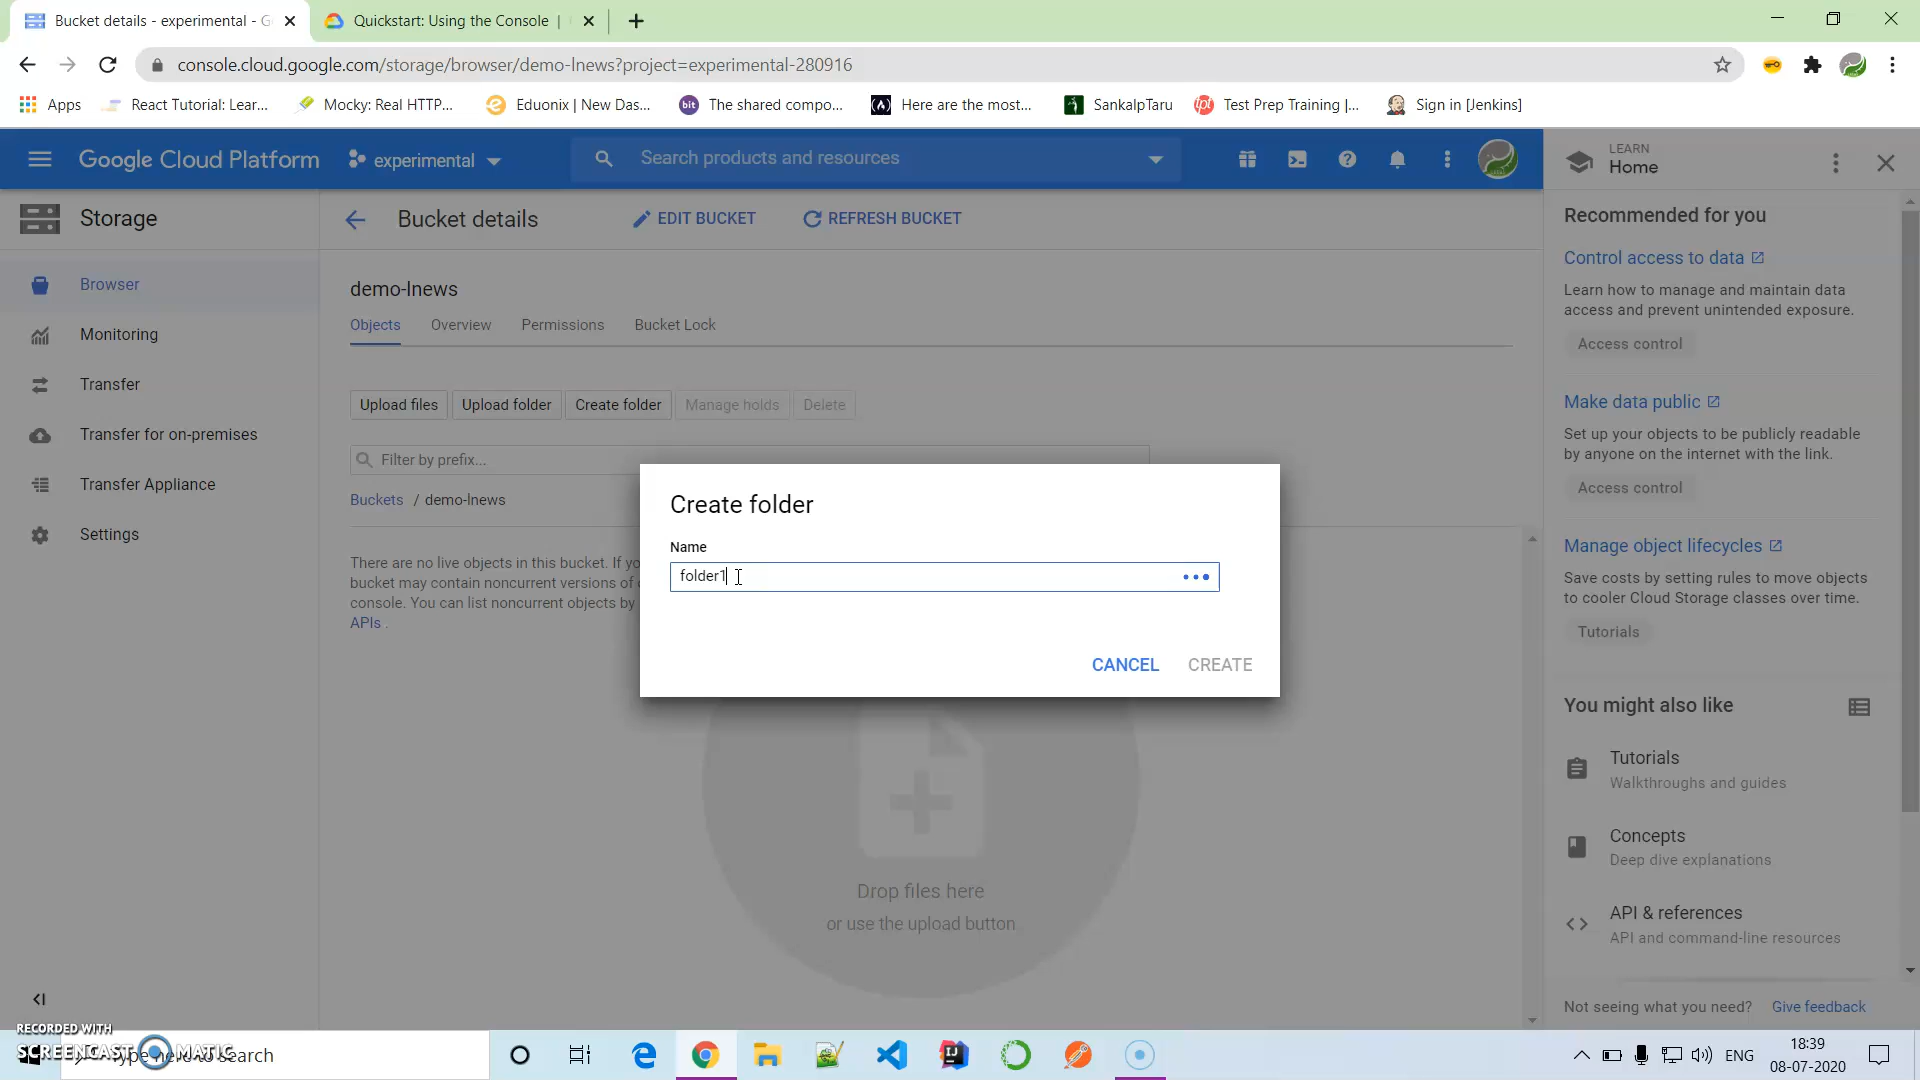 Bucket details - experimental - G
Quickstart: Using the Console |
console.cloud.google.com/storage/browser/demo-lnews?project=experimental-280916
Apps
React Tutorial: Lear...
Mocky: Real HTTP...
Eduonix | New Das...
bit
The shared compo...
Here are the most...
SankalpTaru
Test Prep Training |...
Sign in [Jenkins]
Google Cloud Platform
experimental
Search products and resources
LEARN
Home
Storage
Bucket details
EDIT BUCKET
REFRESH BUCKET
Recommended for you
Browser
Monitoring
Transfer
Transfer for on-premises
Transfer Appliance
Settings
demo-lnews
Objects
Overview
Permissions
Bucket Lock
Upload files
Upload folder
Create folder
Manage holds
Delete
Filter by prefix...
Buckets / demo-lnews
There are no live objects in this bucket. If yo
bucket may contain noncurrent versions of
console. You can list noncurrent objects by
APIs .
Create folder
Name
folder1
CANCEL
CREATE
Drop files here
or use the upload button
Control access to data
Learn how to manage and maintain data
access and prevent unintended exposure.
Access control
Make data public
Set up your objects to be publicly readable
by anyone on the internet with the link.
Access control
Manage object lifecycles
Save costs by setting rules to move objects
to cooler Cloud Storage classes over time.
Tutorials
You might also like
Tutorials
Walkthroughs and guides
Concepts
Deep dive explanations
API & references
API and command-line resources
Not seeing what you need? Give feedback
RECORDED WITH
SCREENCAST MATIC
Type here to search
ENG
18:39
08-07-2020